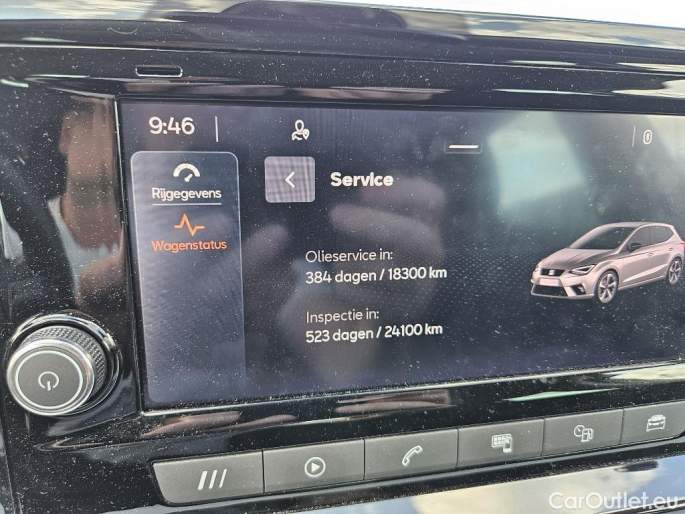 9:46
Rijgegevens
Wagenstatus
Service
Olieservice in:
384 dagen / 18300 km
Inspectie in:
523 dagen / 24100 km
CarOutlet.eu